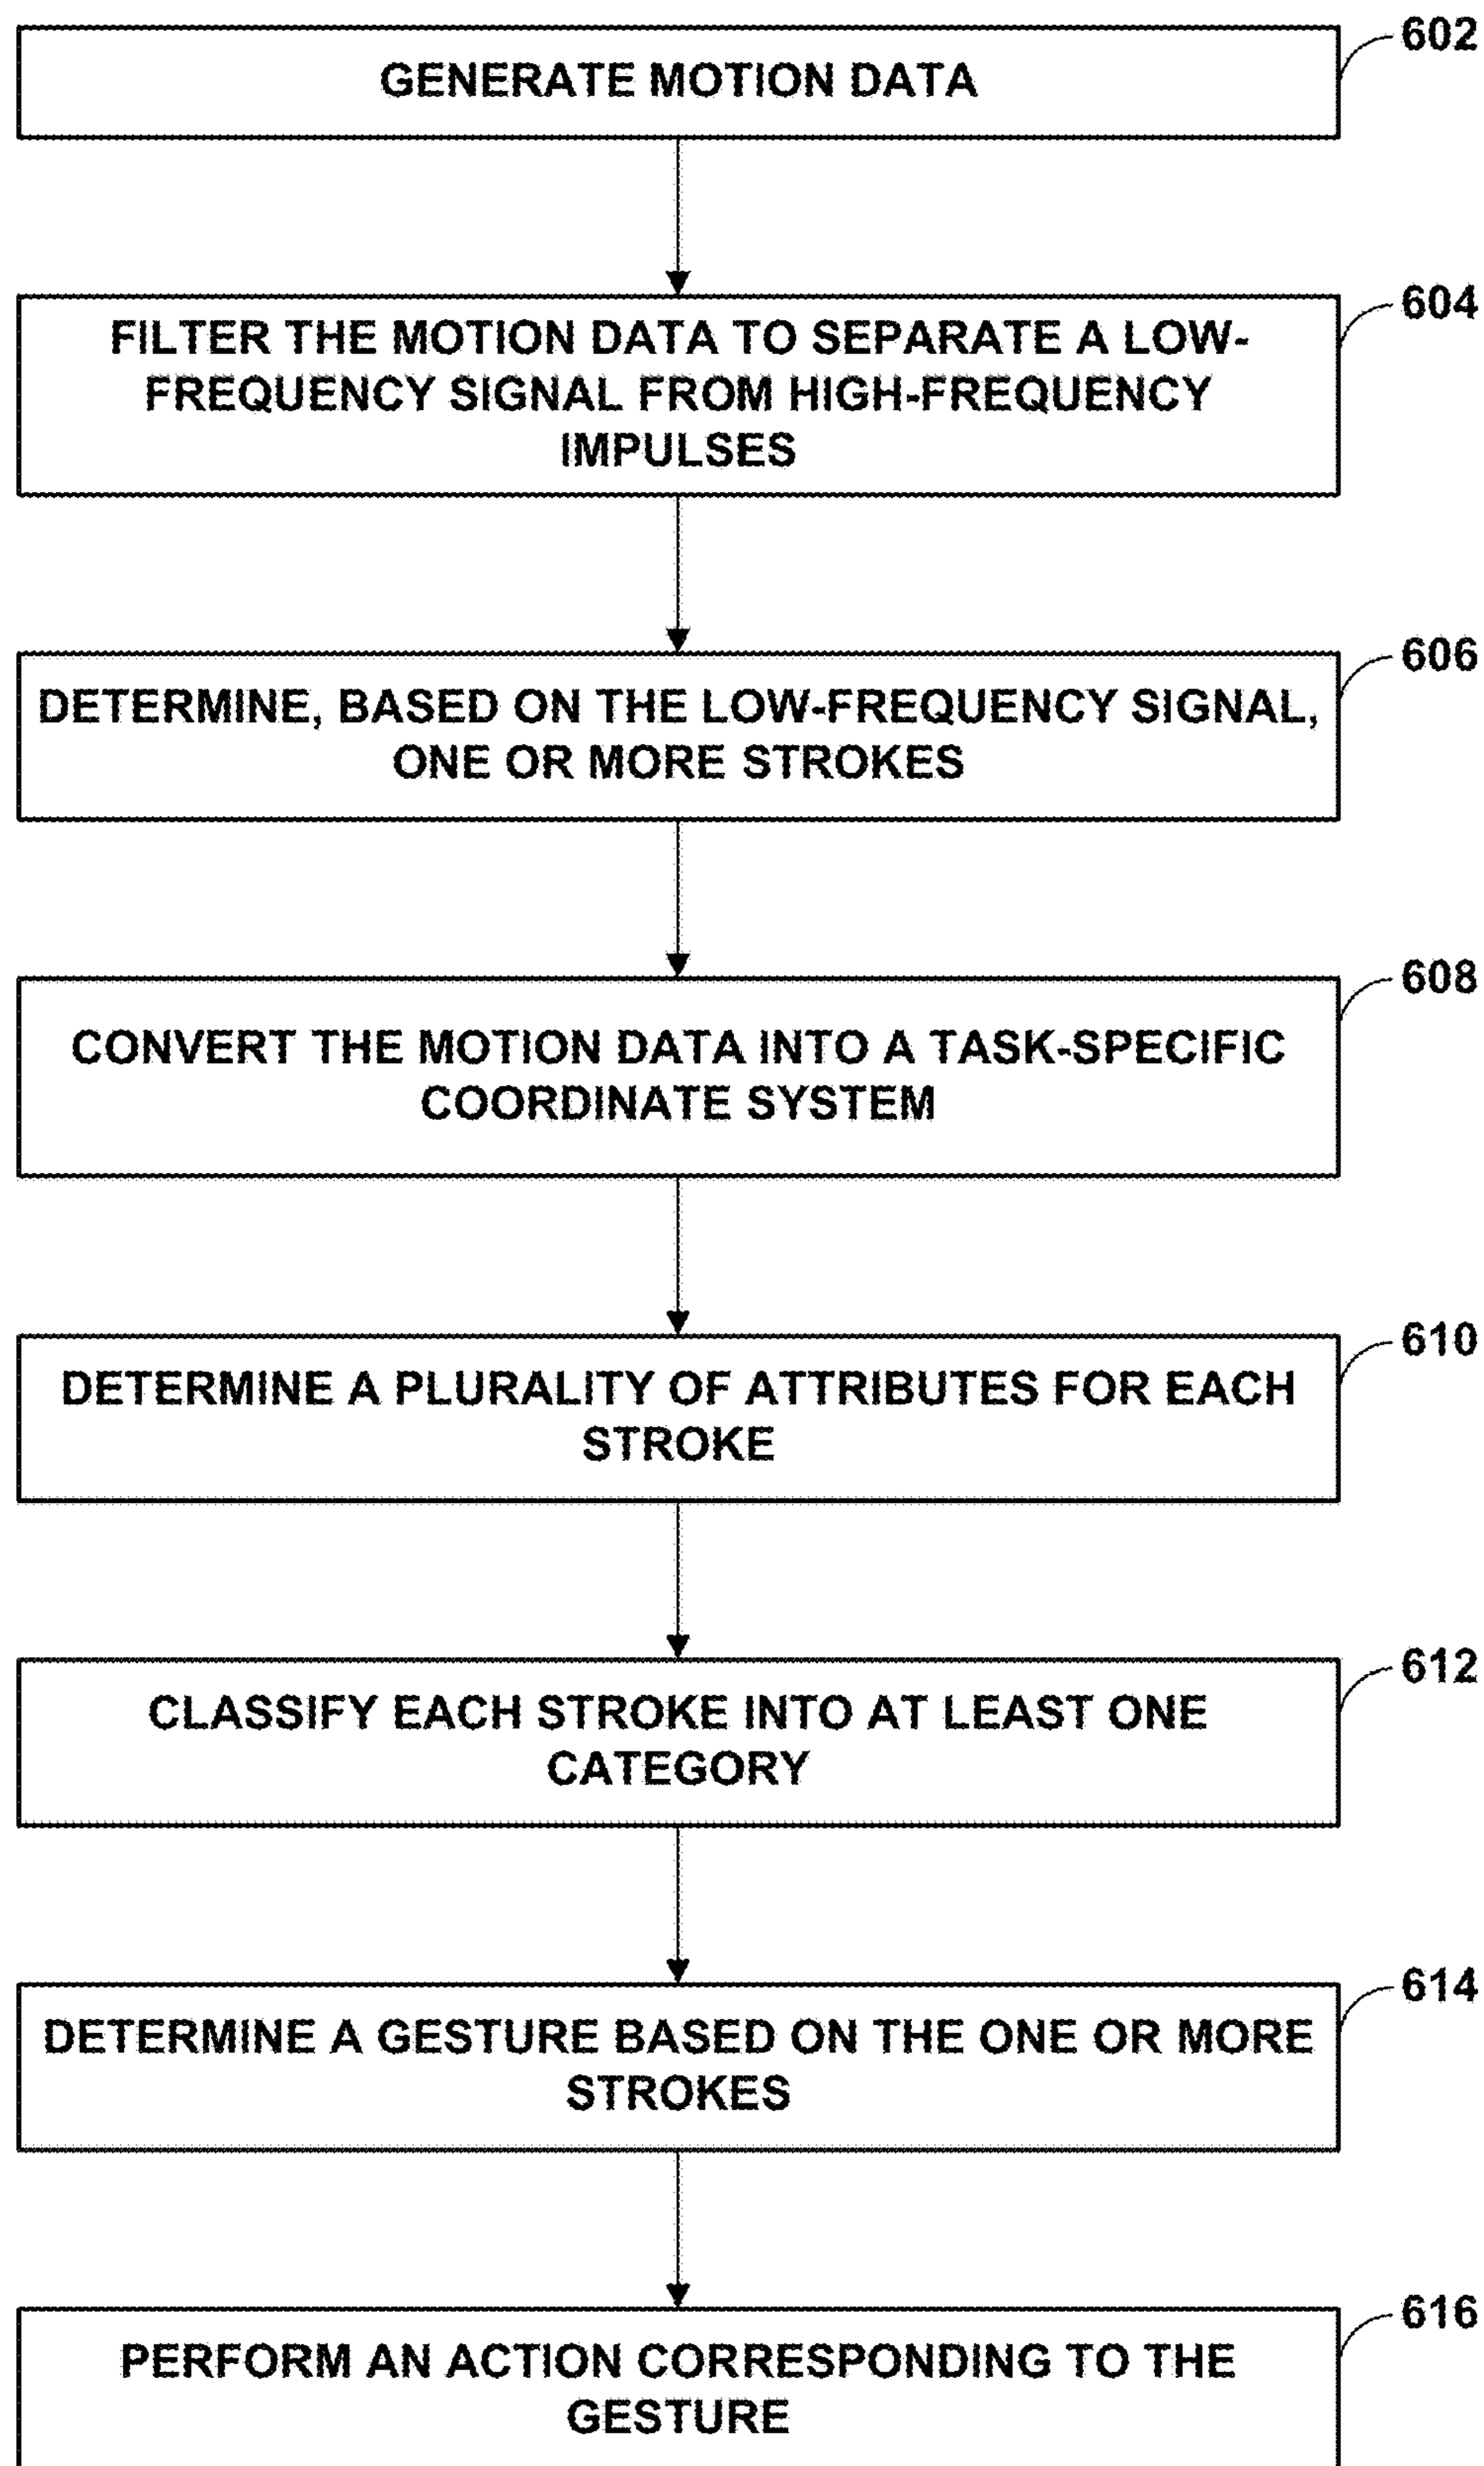 602
GENERATE MOTION DATA
604
FILTER THE MOTION DATA TO SEPARATE A LOW-
FREQUENCY SIGNAL FROM HIGH-FREQUENCY
IMPULSES
606
DETERMINE, BASED ON THE LOW-FREQUENCY SIGNAL,
ONE OR MORE STROKES
608
CONVERT THE MOTION DATA INTO A TASK-SPECIFIC
COORDINATE SYSTEM
610
DETERMINE A PLURALITY OF ATTRIBUTES FOR EACH
STROKE
612
CLASSIFY EACH STROKE INTO AT LEAST ONE
CATEGORY
614
DETERMINE A GESTURE BASED ON THE ONE OR MORE
STROKES
616
PERFORM AN ACTION CORRESPONDING TO THE
GESTURE